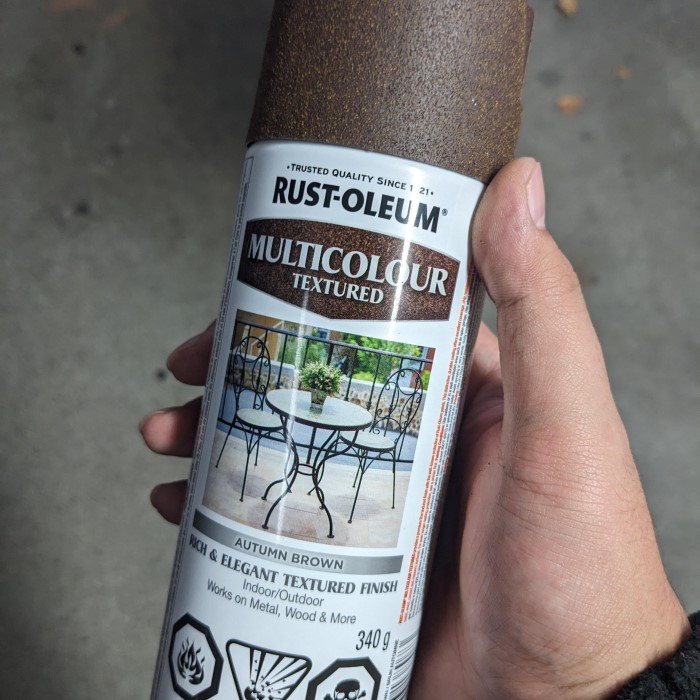 •TRUSTED QUALITY SINCE 1921•
RUST-OLEUM®
MULTICOLOUR
TEXTURED
AUTUMN BROWN
RICH & ELEGANT TEXTURED FINISH
Indoor/Outdoor
Works on Metal, Wood & More
340 g